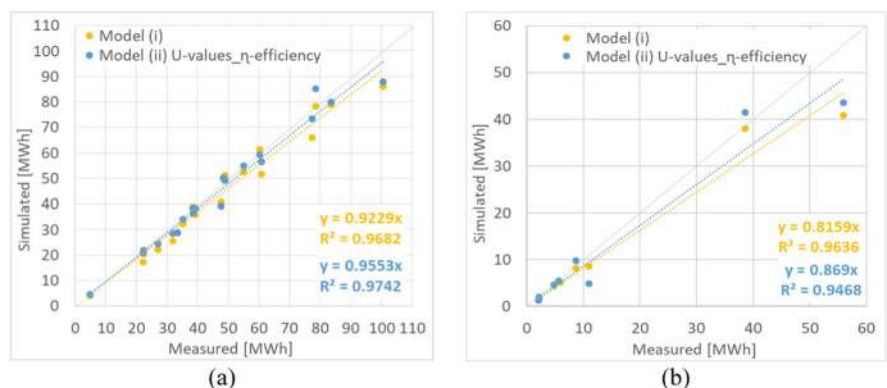 110
100
90
80
70
60
50
40
30
20
10
0
Simulated [MWh]
Model (i)
Model (ii) U-values_η-efficiency
y = 0.9229x
R² = 0.9682
y = 0.9553x
R² = 0.9742
0 10 20 30 40 50 60 70 80 90 100 110
Measured [MWh]
(a)
60
50
40
30
20
10
0
Simulated [MWh]
Model (i)
Model (ii) U-values_η-efficiency
y = 0.8159x
R² = 0.9636
y = 0.869x
R² = 0.9468
0 10 20 30 40 50 60
Measured [MWh]
(b)